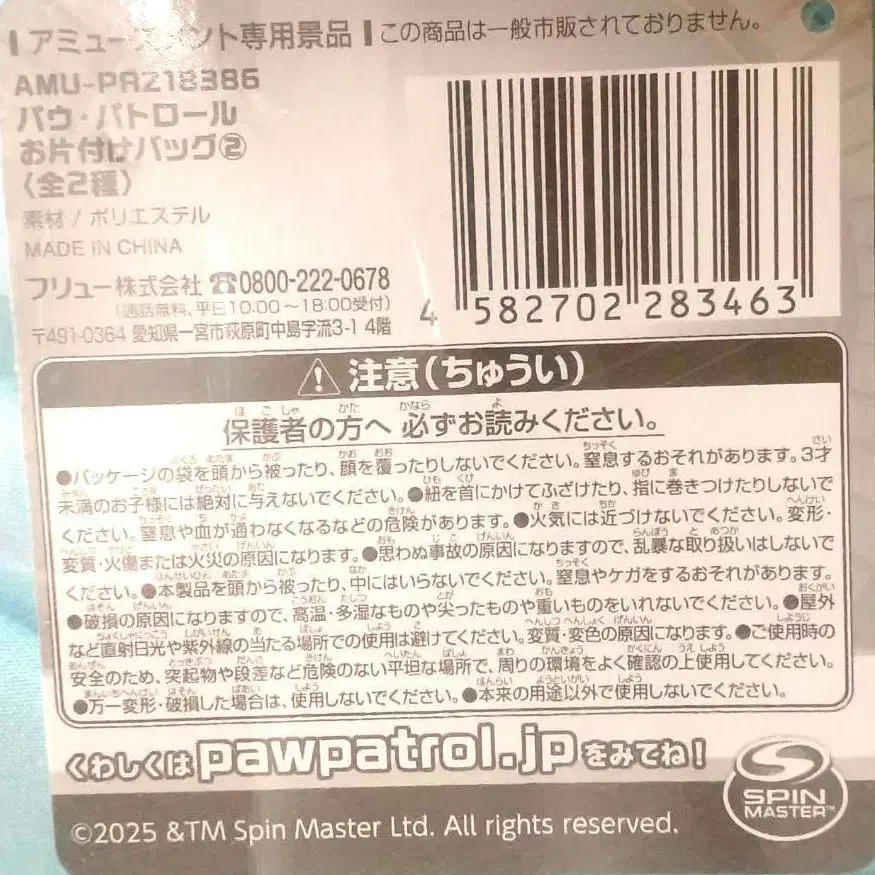 アミューズメント専用景品 この商品は一般市販されておりません。
AMU-PRZ18386
パウ・パトロール
お片付けバッグ②
〈全2種〉
素材/ポリエステル
MADE IN CHINA
フリュー株式会社 ☎0800-222-0678
(通話無料、平日10:00〜18:00受付)
〒491-0364 愛知県一宮市萩原町中島字流3-1 4階
4 582702 283463
⚠注意(ちゅうい)
保護者の方へ 必ずお読みください。
●パッケージの袋を頭から被ったり、顔を覆ったりしないでください。窒息するおそれがあります。3才
未満のお子様には絶対に与えないでください。●紐を首にかけてふざけたり、指に巻きつけたりしないで
ください。窒息や血が通わなくなるなどの危険があります。●火気には近づけないでください。変形・
変質・火傷または火災の原因になります。●思わぬ事故の原因になりますので、乱暴な取り扱いはしないで
ください。●本製品を頭から被ったり、中にはいらないでください。窒息やケガをするおそれがあります。
●破損の原因になりますので、高温・多湿なものや尖ったものや重いものをいれないでください。●屋外
など直射日光や紫外線の当たる場所での使用は避けてください。変質・変色の原因になります。●ご使用時の
安全のため、突起物や段差など危険のない平坦な場所で、周りの環境をよく確認の上使用してください。
●万一変形・破損した場合は、使用しないでください。●本来の用途以外で使用しないでください。
くわしくはpawpatrol.jpをみてね!
SPIN
MASTER™
©2025 &TM Spin Master Ltd. All rights reserved.